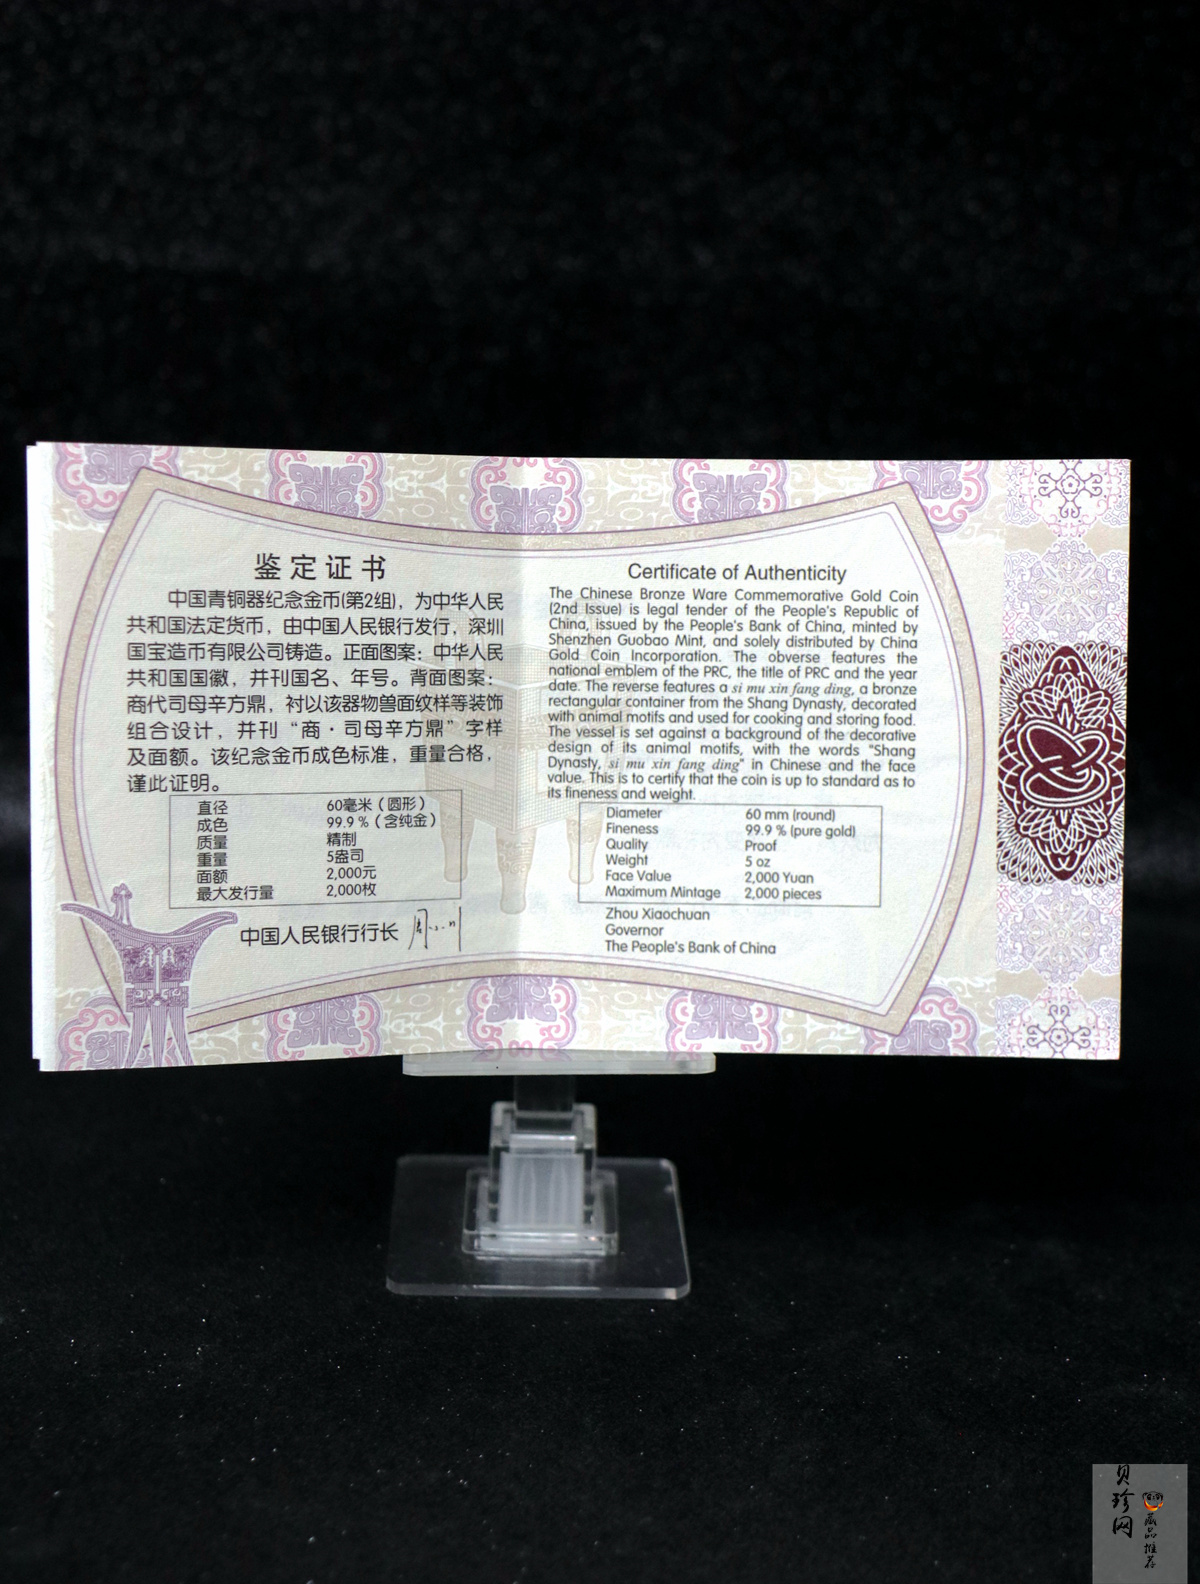 鉴定证书
中国青铜器纪念金币(第2组)，为中华人民
共和国法定货币，由中国人民银行发行，深圳
国宝造币有限公司铸造。正面图案：中华人民
共和国国徽，并刊国名、年号。背面图案：
商代司母辛方鼎，衬以该器物兽面纹样等装饰
组合设计，并刊“商·司母辛方鼎”字样
及面额。该纪念金币成色标准，重量合格，
谨此证明。
直径 60毫米（圆形）
成色 99.9％（含纯金）
质量 精制
重量 5盎司
面额 2,000元
最大发行量 2,000枚
中国人民银行行长
Certificate of Authenticity
The Chinese Bronze Ware Commemorative Gold Coin
(2nd Issue) is legal tender of the People's Republic of
China, issued by the People's Bank of China, minted by
Shenzhen Guobao Mint, and solely distributed by China
Gold Coin Incorporation. The obverse features the
national emblem of the PRC, the title of PRC and the year
date. The reverse features a si mu xin fang ding, a bronze
rectangular container from the Shang Dynasty, decorated
with animal motifs and used for cooking and storing food.
The vessel is set against a background of the decorative
design of its animal motifs, with the words "Shang
Dynasty, si mu xin fang ding" in Chinese and the face
value. This is to certify that the coin is up to standard as to
its fineness and weight.
Diameter 60 mm (round)
Fineness 99.9 % (pure gold)
Quality Proof
Weight 5 oz
Face Value 2,000 Yuan
Maximum Mintage 2,000 pieces
Zhou Xiaochuan
Governor
The People's Bank of China
贝珍网
藏品推荐